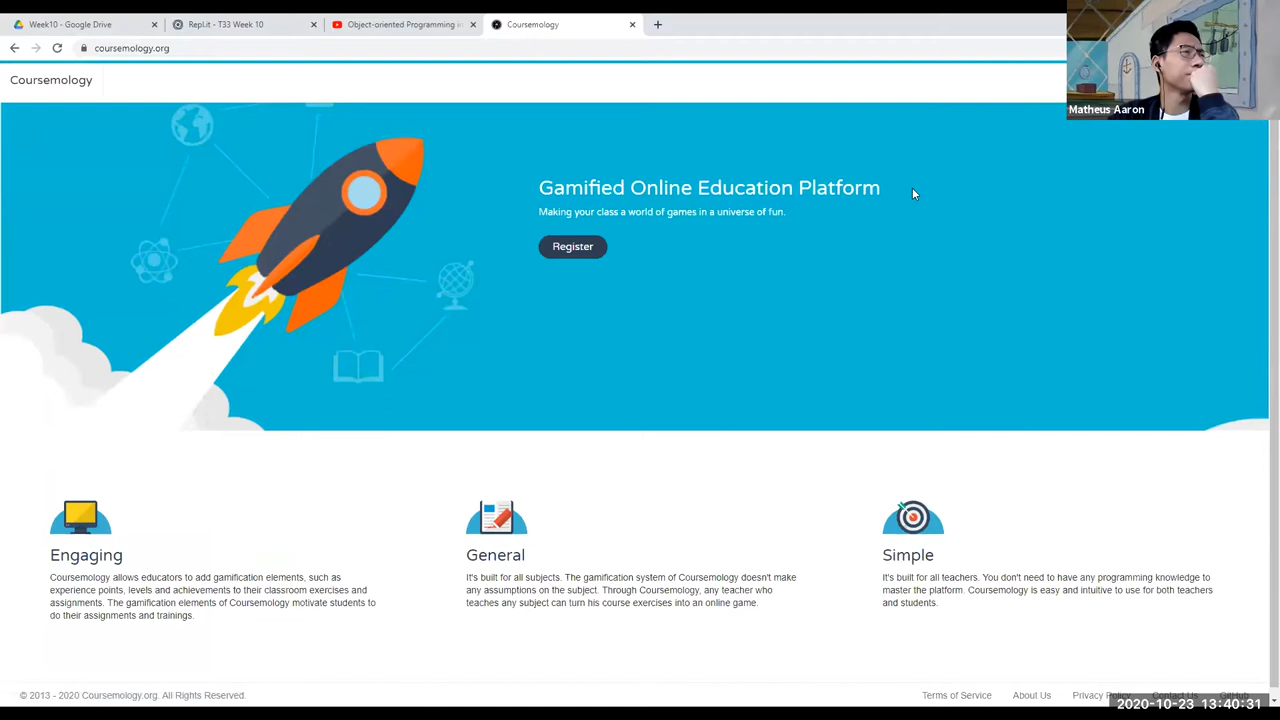 Week10 - Google Drive
Repl.it - T33 Week 10
Object-oriented Programming in
Coursemology
coursemology.org
Coursemology
Matheus Aaron
Gamified Online Education Platform
Making your class a world of games in a universe of fun.
Register
Engaging
Coursemology allows educators to add gamification elements, such as
experience points, levels and achievements to their classroom exercises and
assignments. The gamification elements of Coursemology motivate students to
do their assignments and trainings.
General
It's built for all subjects. The gamification system of Coursemology doesn't make
any assumptions on the subject. Through Coursemology, any teacher who
teaches any subject can turn his course exercises into an online game.
Simple
It's built for all teachers. You don't need to have any programming knowledge to
master the platform. Coursemology is easy and intuitive to use for both teachers
and students.
© 2013 - 2020 Coursemology.org. All Rights Reserved.
Terms of Service
About Us
Privacy Policy
Contact Us
GitHub
2020-10-23 13:40:31